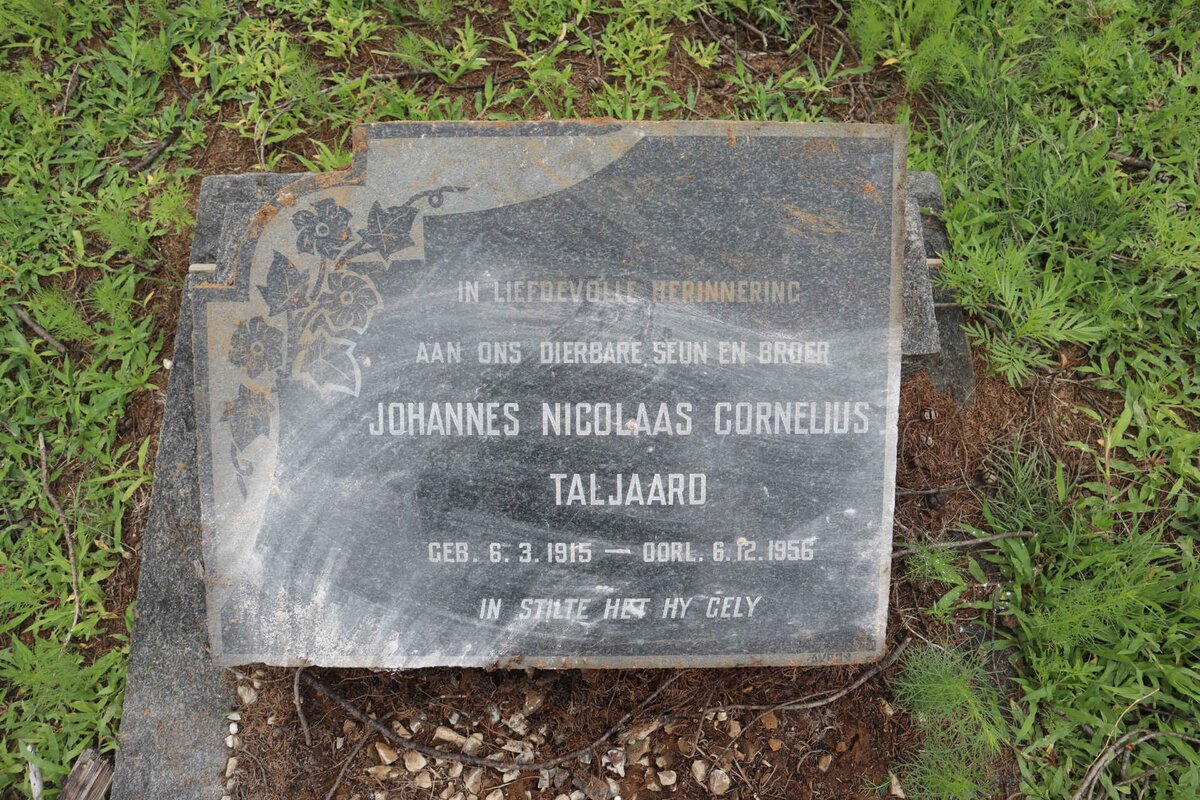 IN LIEFDEVOLLE HERINNERING
AAN ONS DIERBARE SEUN EN BROER
JOHANNES NICOLAAS CORNELIUS
TALJAARD
GEB. 6.3.1915 — OORL. 6.12.1956
IN STILTE HET HY GELY